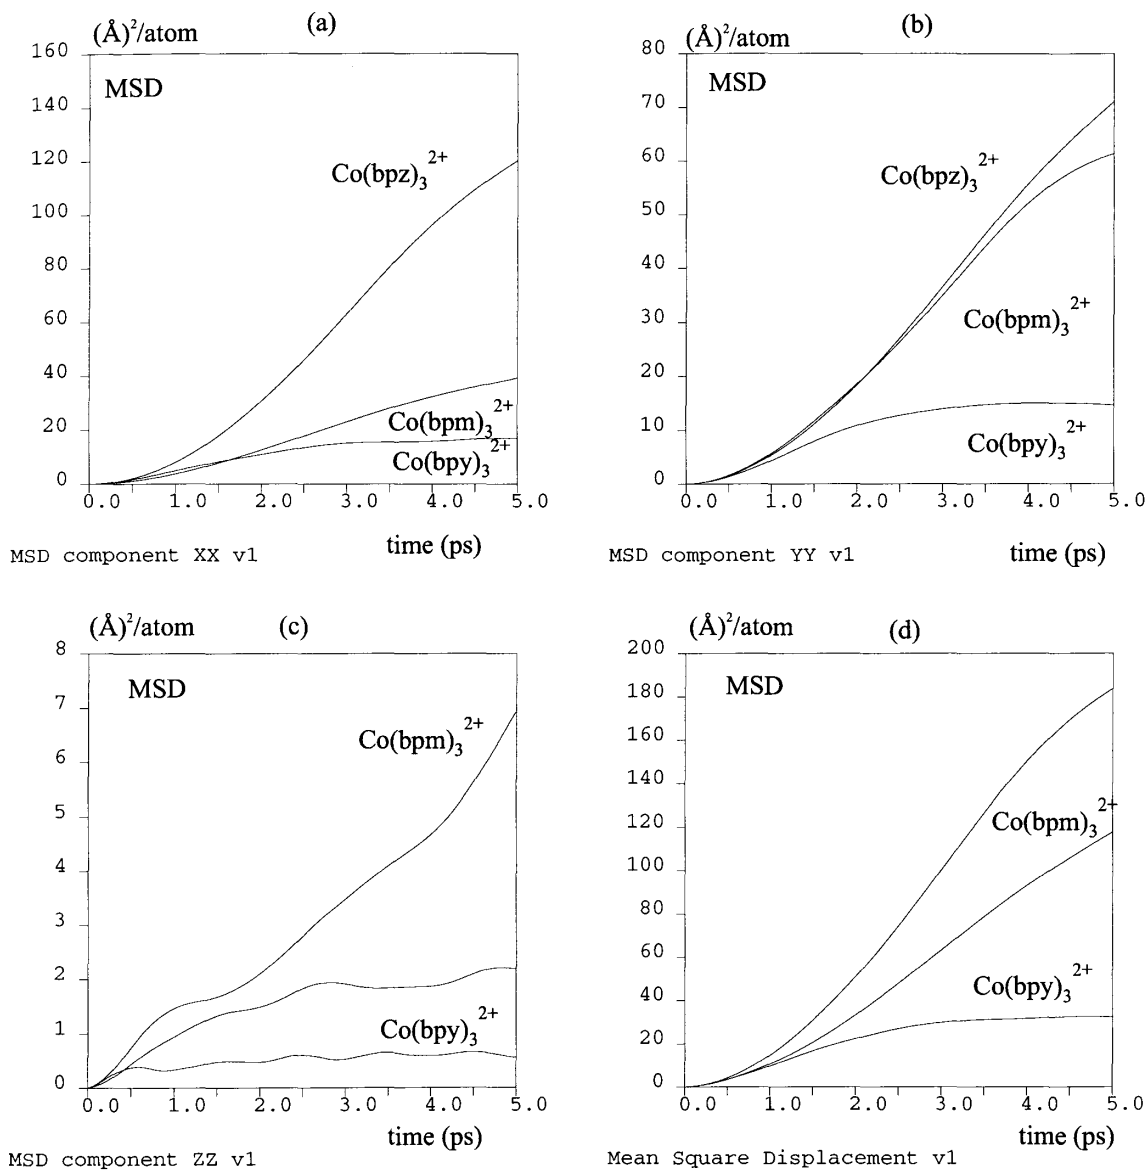 (Å)²/atom (a)
160
MSD
140
120
100
80
60
40
20
0
Co(bpz)₃²⁺
Co(bpm)₃²⁺
Co(bpy)₃²⁺
0.0 1.0 2.0 3.0 4.0 5.0
MSD component XX v1 time (ps)
(Å)²/atom (b)
80
MSD
70
60
50
40
30
20
10
0
Co(bpz)₃²⁺
Co(bpm)₃²⁺
Co(bpy)₃²⁺
0.0 1.0 2.0 3.0 4.0 5.0
MSD component YY v1 time (ps)
(Å)²/atom (c)
8
MSD
7
6
5
4
3
2
1
0
Co(bpm)₃²⁺
Co(bpy)₃²⁺
0.0 1.0 2.0 3.0 4.0 5.0
MSD component ZZ v1 time (ps)
(Å)²/atom (d)
200
MSD
180
160
140
120
100
80
60
40
20
0
Co(bpm)₃²⁺
Co(bpy)₃²⁺
0.0 1.0 2.0 3.0 4.0 5.0
Mean Square Displacement v1 time (ps)